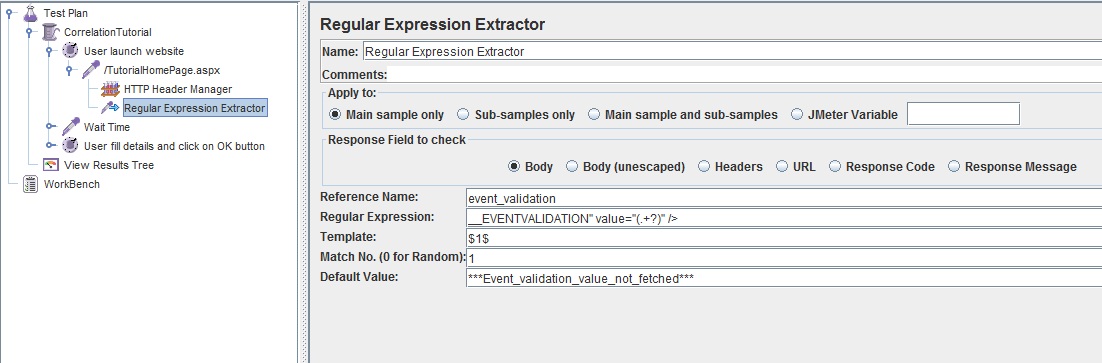 Test Plan
CorrelationTutorial
User launch website
/TutorialHomePage.aspx
HTTP Header Manager
Regular Expression Extractor
Wait Time
User fill details and click on OK button
View Results Tree
WorkBench
Regular Expression Extractor
Name: Regular Expression Extractor
Comments:
Apply to:
Main sample only Sub-samples only Main sample and sub-samples JMeter Variable
Response Field to check
Body Body (unescaped) Headers URL Response Code Response Message
Reference Name: event_validation
Regular Expression: __EVENTVALIDATION" value="(.+?)" />
Template: $1$
Match No. (0 for Random): 1
Default Value: ***Event_validation_value_not_fetched***